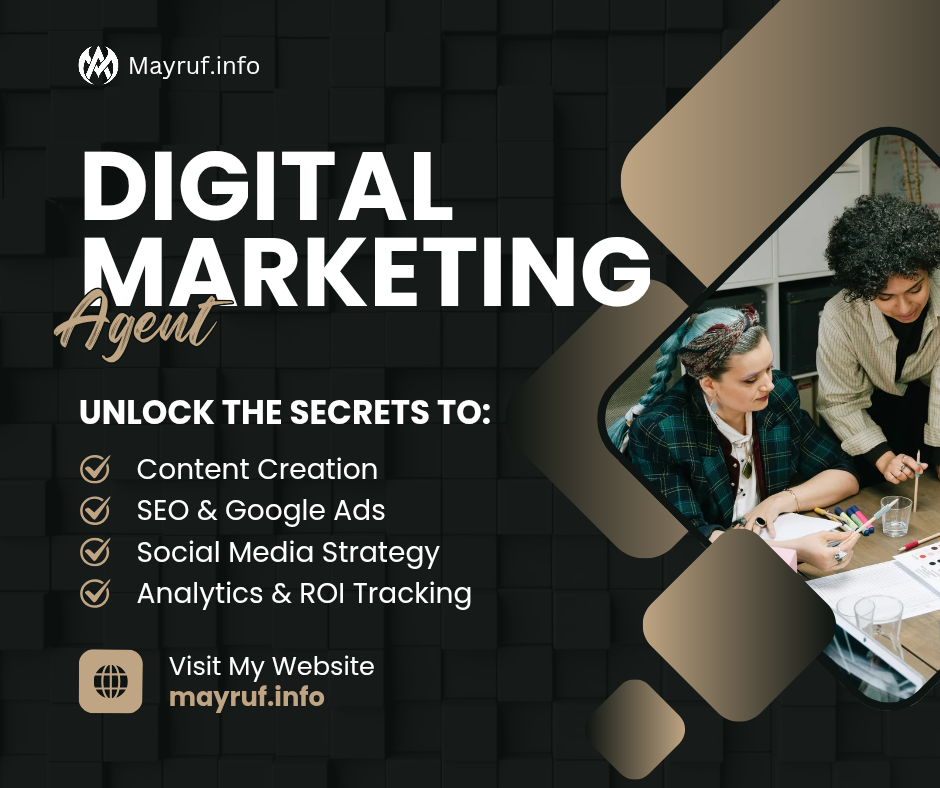 Mayruf.info
DIGITAL
MARKETING
Agent
UNLOCK THE SECRETS TO:
Content Creation
SEO & Google Ads
Social Media Strategy
Analytics & ROI Tracking
Visit My Website
mayruf.info